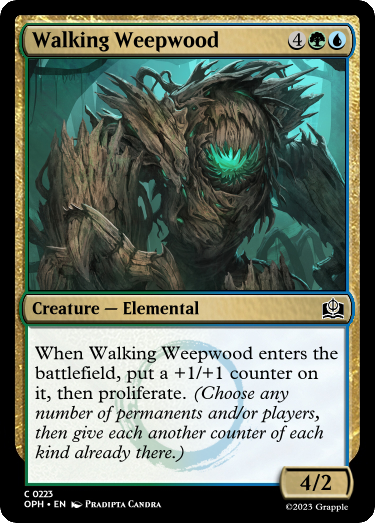 Walking Weepwood 4
Creature — Elemental
When Walking Weepwood enters the
battlefield, put a +1/+1 counter on
it, then proliferate. (Choose any
number of permanents and/or players,
then give each another counter of each
kind already there.)
4/2
C 0223
OPH • EN Pradipta Candra
©2023 Grapple